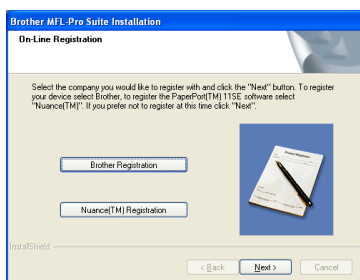 Brother MFL-Pro Suite Installation
On-Line Registration
Select the company you would like to register with and click the "Next" button. To register
your device select Brother, to register the PaperPort(TM) 11SE software select
"Nuance(TM)". If you prefer not to register at this time click "Next".
Brother Registration
Product Registration
Nuance(TM) Registration
InstallShield
< Back
Next >
Cancel